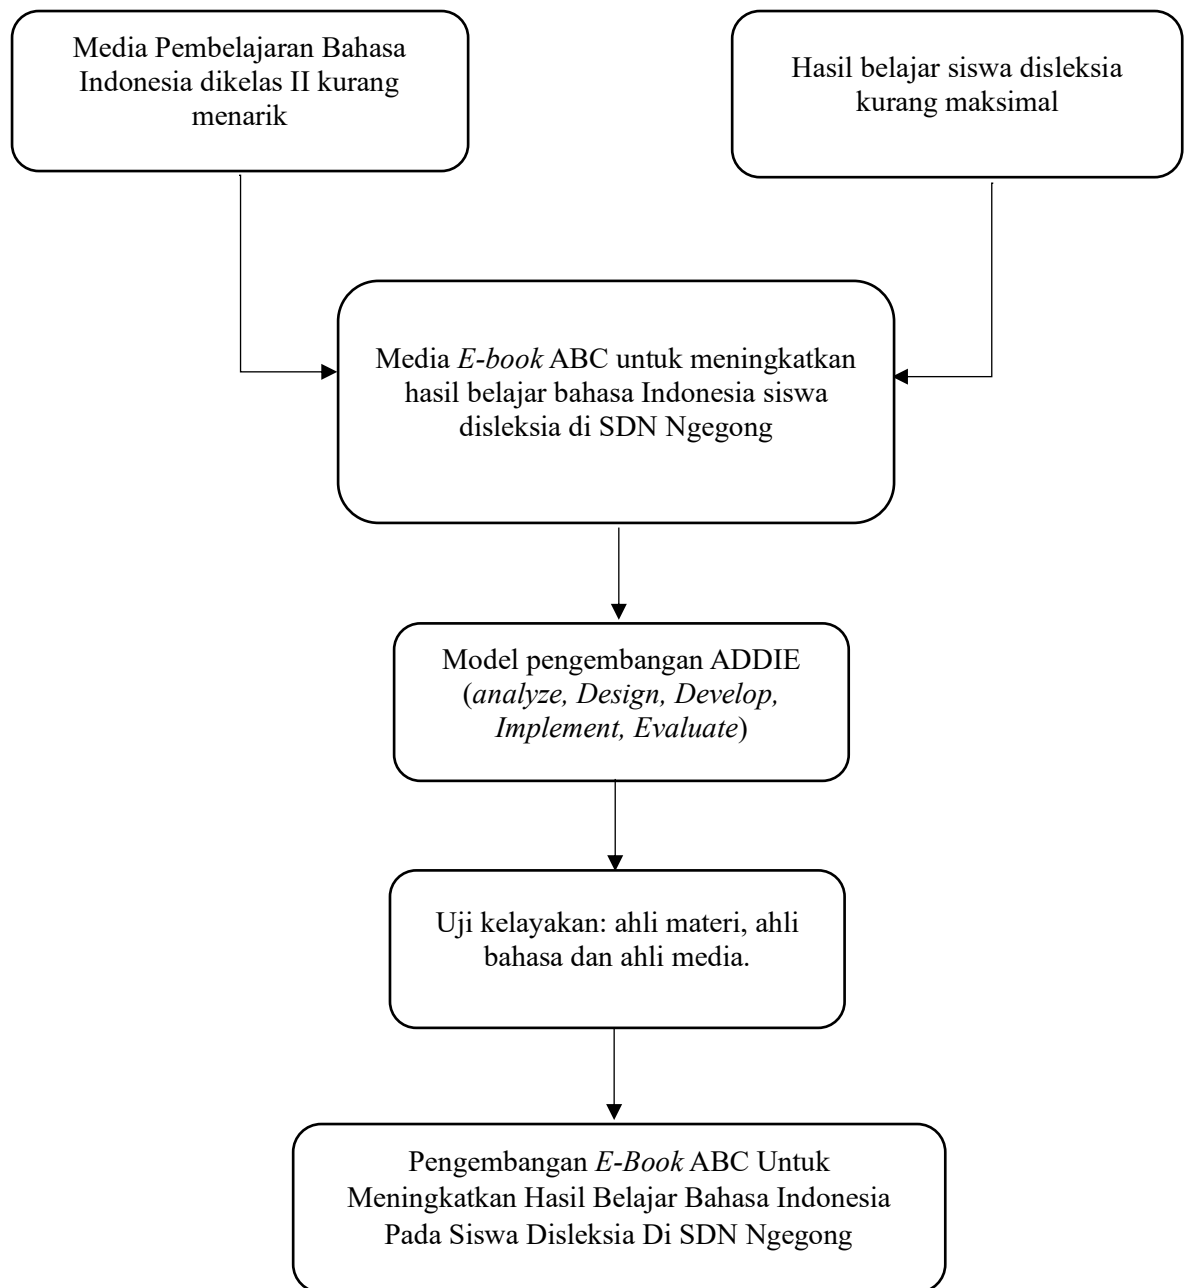 Media Pembelajaran Bahasa
Indonesia dikelas II kurang
menarik
Hasil belajar siswa disleksia
kurang maksimal
Media E-book ABC untuk meningkatkan
hasil belajar bahasa Indonesia siswa
disleksia di SDN Ngegong
Model pengembangan ADDIE
(analyze, Design, Develop,
Implement, Evaluate)
Uji kelayakan: ahli materi, ahli
bahasa dan ahli media.
Pengembangan E-Book ABC Untuk
Meningkatkan Hasil Belajar Bahasa Indonesia
Pada Siswa Disleksia Di SDN Ngegong